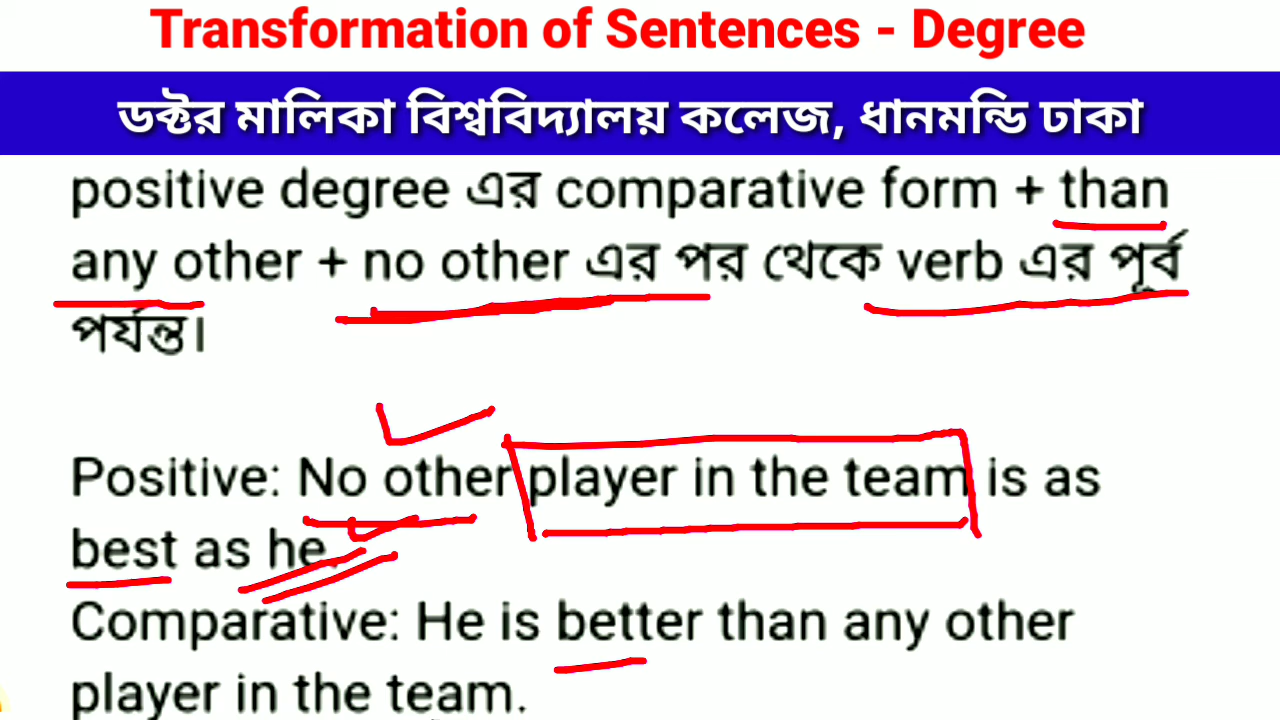 Transformation of Sentences - Degree
ডক্টর মালিকা বিশ্ববিদ্যালয় কলেজ, ধানমন্ডি ঢাকা
positive degree এর comparative form + than
any other + no other এর পর থেকে verb এর পূর্ব
পর্যন্ত।
Positive: No other player in the team is as
best as he.
Comparative: He is better than any other
player in the team.